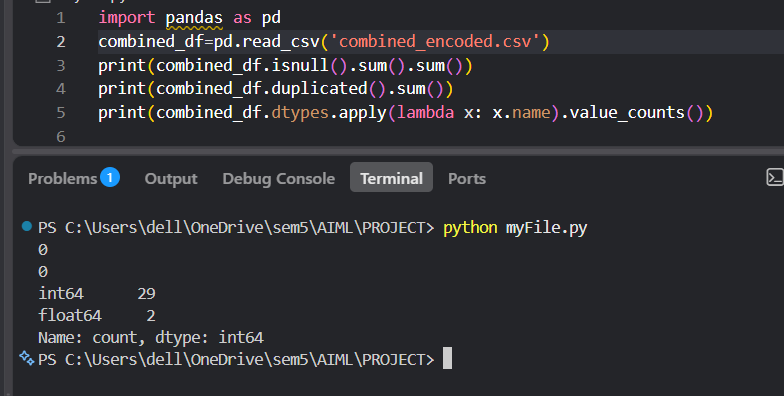 1 import pandas as pd
2 combined_df=pd.read_csv('combined_encoded.csv')
3 print(combined_df.isnull().sum().sum())
4 print(combined_df.duplicated().sum())
5 print(combined_df.dtypes.apply(lambda x: x.name).value_counts())
6
Problems 1 Output Debug Console Terminal Ports
PS C:\Users\dell\OneDrive\sem5\AIML\PROJECT> python myFile.py
0
0
int64      29
float64     2
Name: count, dtype: int64
PS C:\Users\dell\OneDrive\sem5\AIML\PROJECT>